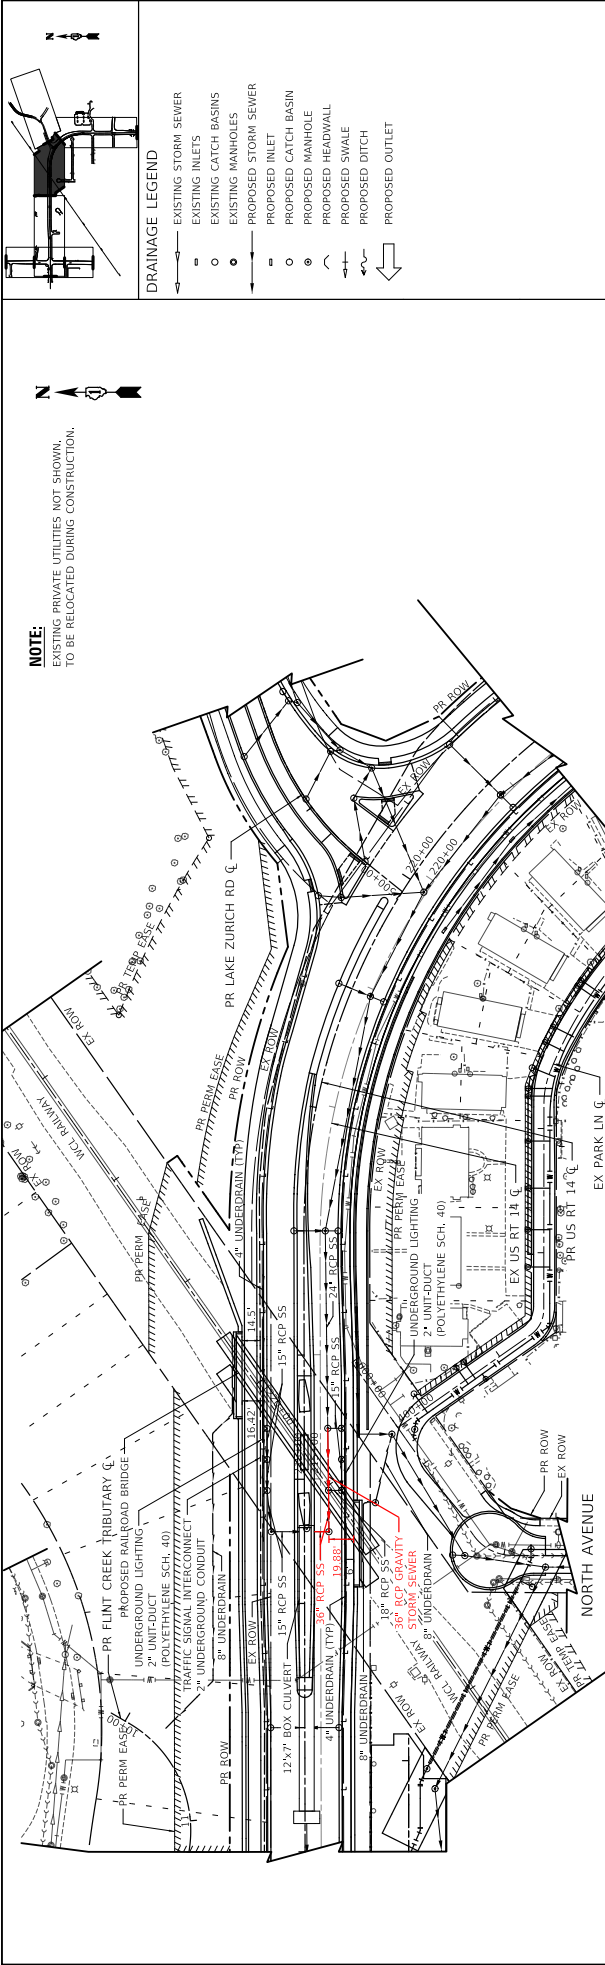 N
DRAINAGE LEGEND
EXISTING STORM SEWER
EXISTING INLETS
EXISTING CATCH BASINS
EXISTING MANHOLES
PROPOSED STORM SEWER
PROPOSED INLET
PROPOSED CATCH BASIN
PROPOSED MANHOLE
PROPOSED HEADWALL
PROPOSED SWALE
PROPOSED DITCH
PROPOSED OUTLET
N
NOTE:
EXISTING PRIVATE UTILITIES NOT SHOWN.
TO BE RELOCATED DURING CONSTRUCTION.
PR ROW
EX ROW
EX ROW
PR LAKE ZURICH RD ℄
220+00
220+00
PR TEMP EASE
EX ROW
WCL RAILWAY
EX ROW
PR PERM EASE
PR ROW
EX ROW
PR PERM EASE
4" UNDERDRAIN (TYP)
EX ROW
PR PERM EASE
UNDERGROUND LIGHTING
2" UNIT-DUCT
(POLYETHYLENE SCH. 40)
EX US RT 14 ℄
PR US RT 14 ℄
EX PARK LN ℄
24" RCP SS
15" RCP SS
14.5'
15" RCP SS
16.42'
PR FLINT CREEK TRIBUTARY ℄
PROPOSED RAILROAD BRIDGE
UNDERGROUND LIGHTING
2" UNIT-DUCT
(POLYETHYLENE SCH. 40)
TRAFFIC SIGNAL INTERCONNECT
2" UNDERGROUND CONDUIT
8" UNDERDRAIN
EX ROW
15" RCP SS
36" RCP SS
19.88'
18" RCP SS
36" RCP GRAVITY
STORM SEWER
8" UNDERDRAIN
4" UNDERDRAIN (TYP)
12'x7' BOX CULVERT
8" UNDERDRAIN
10+00
PR PERM EASE
PR ROW
EX ROW
WCL RAILWAY
PR PERM EASE
EX ROW
PR TEMP EASE
PR ROW
EX ROW
NORTH AVENUE